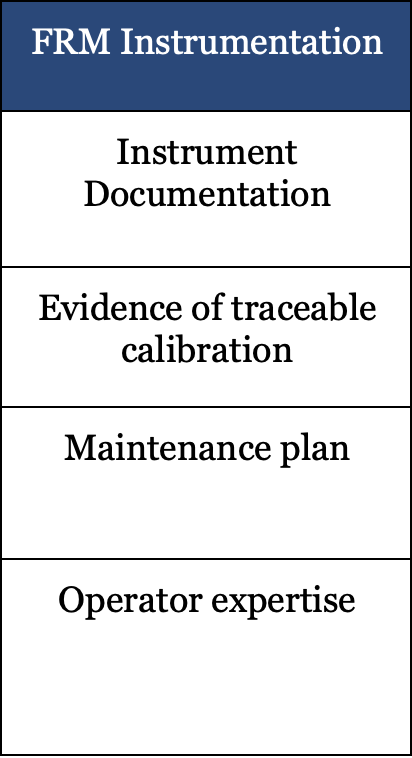 FRM Instrumentation
Instrument
Documentation
Evidence of traceable
calibration
Maintenance plan
Operator expertise